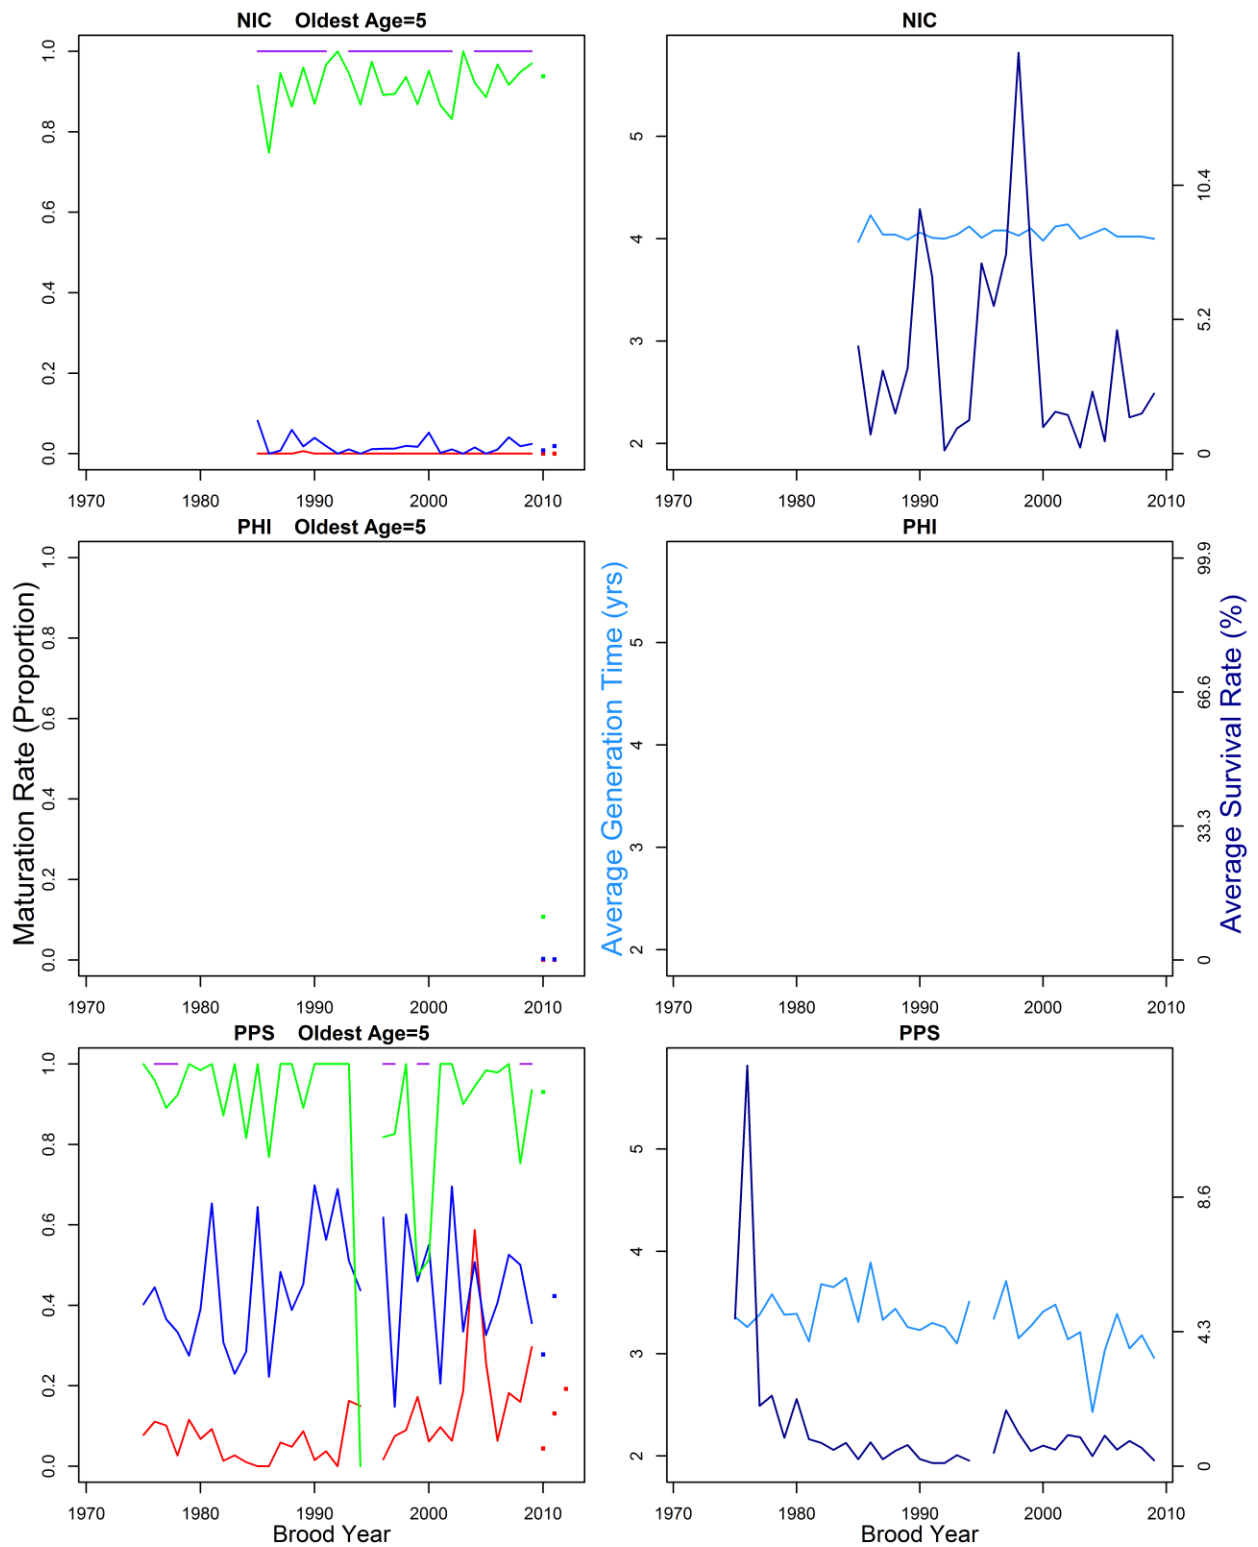 NIC Oldest Age=5
NIC
1.0
0.8
0.6
0.4
0.2
0.0
5
4
3
2
10.4
5.2
0
1970 1980 1990 2000 2010
1970 1980 1990 2000 2010
PHI Oldest Age=5
PHI
Maturation Rate (Proportion)
1.0
0.8
0.6
0.4
0.2
0.0
Average Generation Time (yrs)
5
4
3
2
99.9
66.6
33.3
0
Average Survival Rate (%)
1970 1980 1990 2000 2010
1970 1980 1990 2000 2010
PPS Oldest Age=5
PPS
1.0
0.8
0.6
0.4
0.2
0.0
5
4
3
2
8.6
4.3
0
1970 1980 1990 2000 2010
1970 1980 1990 2000 2010
Brood Year
Brood Year